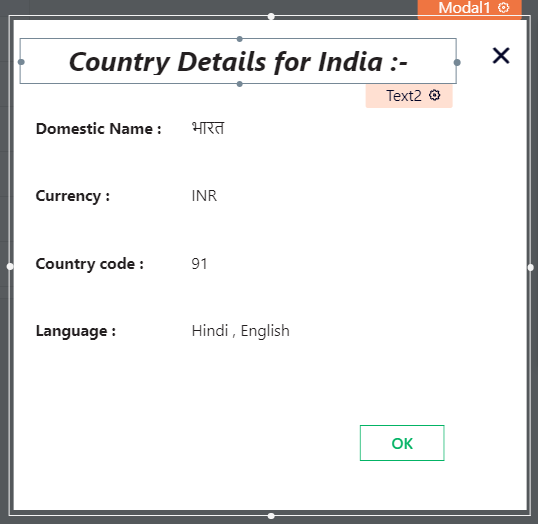 Modal1
Country Details for India :-
Text2
Domestic Name : भारत
Currency : INR
Country code : 91
Language : Hindi , English
OK